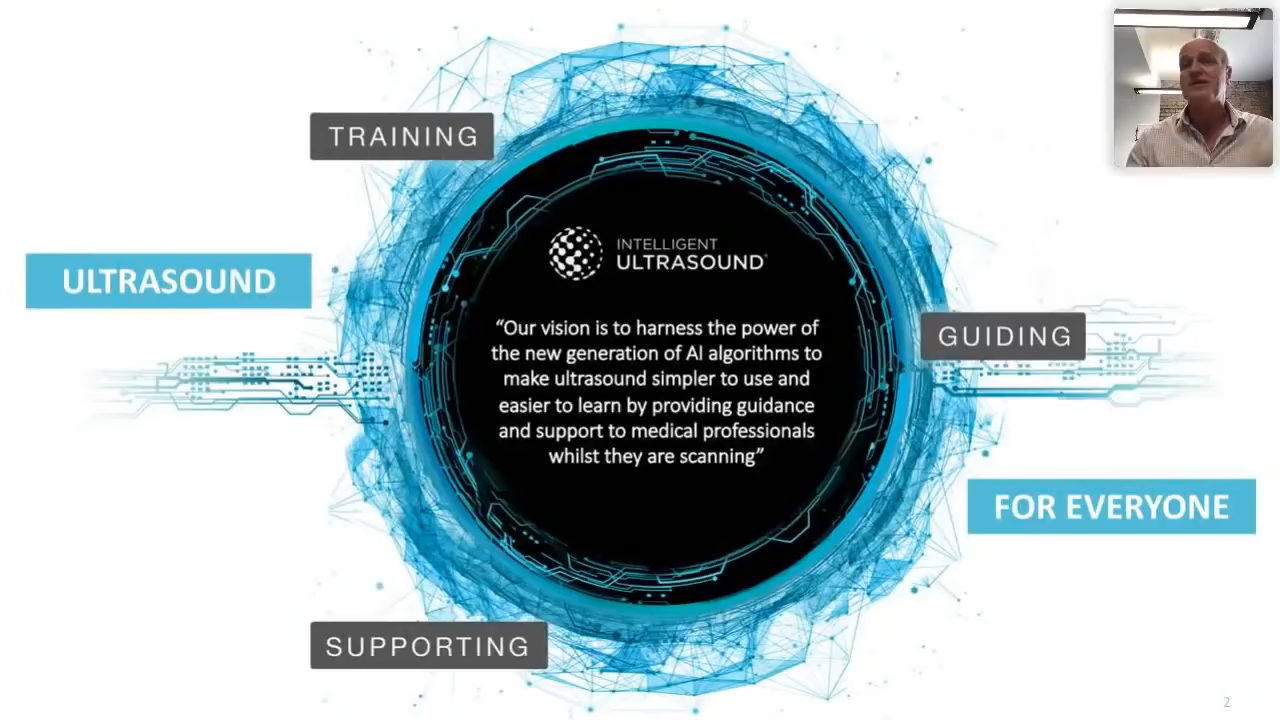 TRAINING
ULTRASOUND
INTELLIGENT
ULTRASOUND
“Our vision is to harness the power of
the new generation of AI algorithms to
make ultrasound simpler to use and
easier to learn by providing guidance
and support to medical professionals
whilst they are scanning”
GUIDING
FOR EVERYONE
SUPPORTING
2